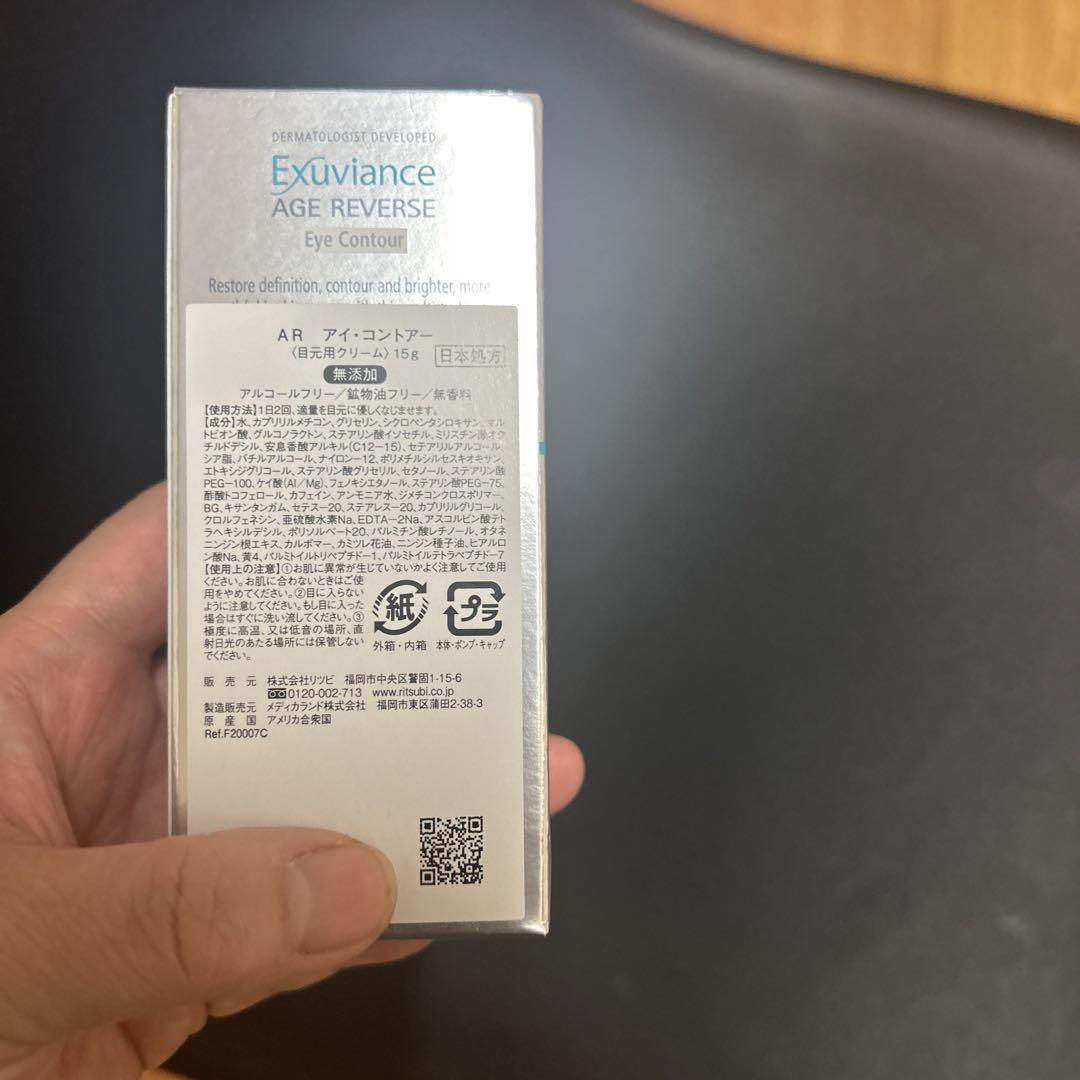 DERMATOLOGIST DEVELOPED
Exuviance
AGE REVERSE
Eye Contour
Restore definition, contour and brighter, more
AR アイ・コントアー
〈目元用クリーム〉15g 日本処方
無添加
アルコールフリー／鉱物油フリー／無香料
【使用方法】1日2回、適量を目元に優しくなじませます。
【成分】水、カプリリルメチコン、グリセリン、シクロペンタシロキサン、マル
トビオン酸、グルコノラクトン、ステアリン酸イソセチル、ミリスチン酸オク
チルドデシル、安息香酸アルキル（C12-15）、セテアリルアルコール、
シア脂、バチルアルコール、ナイロン-12、ポリメチルシルセスキオキサン、
エトキシジグリコール、ステアリン酸グリセリル、セタノール、ステアリン酸
PEG-100、ケイ酸（Al／Mg）、フェノキシエタノール、ステアリン酸PEG-75、
酢酸トコフェロール、カフェイン、アンモニア水、ジメチコンクロスポリマー、
BG、キサンタンガム、セテス-20、ステアレス-20、カプリリルグリコール、
クロルフェネシン、亜硫酸水素Na、EDTA-2Na、アスコルビン酸テト
ラヘキシルデシル、ポリソルベート20、パルミチン酸レチノール、オタネ
ニンジン根エキス、カルボマー、カミツレ花油、ニンジン種子油、ヒアルロ
ン酸Na、黄4、パルミトイルトリペプチド-1、パルミトイルテトラペプチド-7
【使用上の注意】①お肌に異常が生じていないかよく注意してご使用
ください。お肌に合わないときはご使
用をやめてください。②目に入らない
ように注意してください。もし目に入った
場合はすぐに洗い流してください。③
極度に高温、又は低音の場所、直
射日光のあたる場所には保管しない
でください。
紙 プラ
外箱・内箱 本体・ポンプ・キャップ
販売元 株式会社リツビ 福岡市中央区警固1-15-6
0120-002-713 www.ritsubi.co.jp
製造販売元 メディカランド株式会社 福岡市東区蒲田2-38-3
原産国 アメリカ合衆国
Ref.F20007C